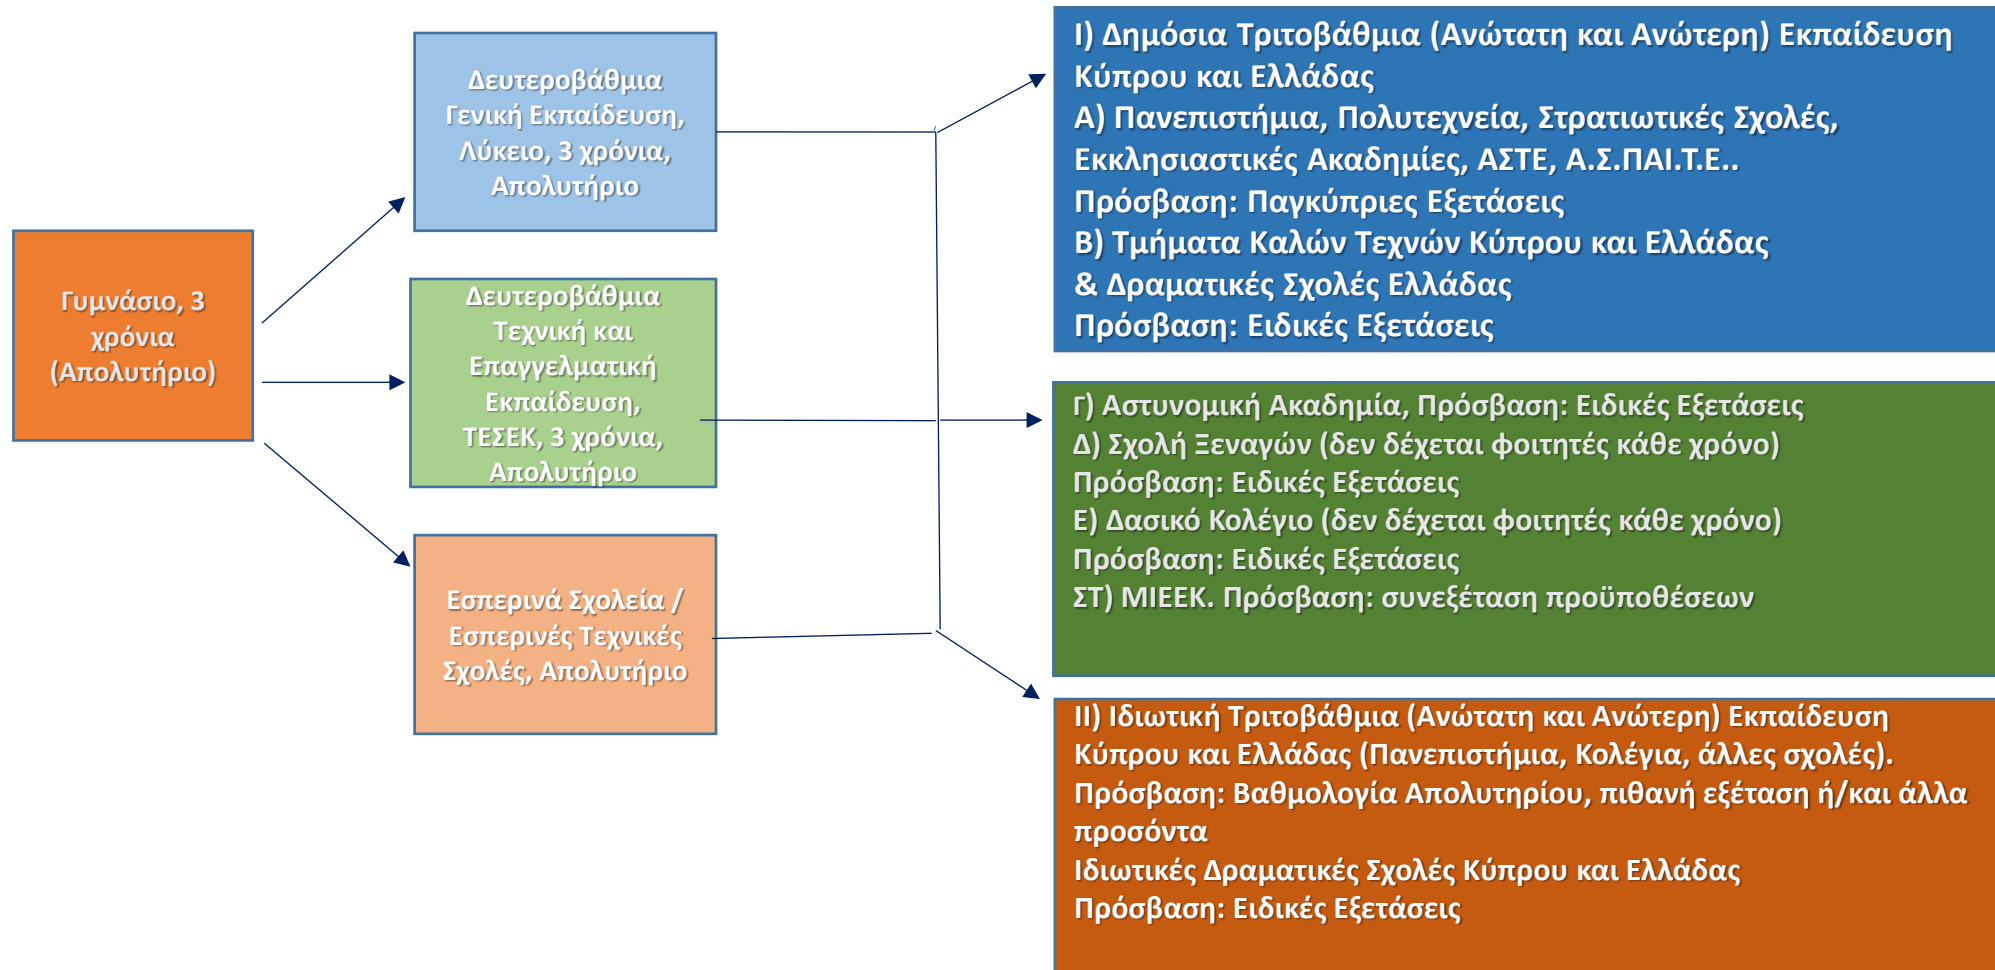 Γυμνάσιο, 3
χρόνια
(Απολυτήριο)
Δευτεροβάθμια
Γενική Εκπαίδευση,
Λύκειο, 3 χρόνια,
Απολυτήριο
Δευτεροβάθμια
Τεχνική και
Επαγγελματική
Εκπαίδευση,
ΤΕΣΕΚ, 3 χρόνια,
Απολυτήριο
Εσπερινά Σχολεία /
Εσπερινές Τεχνικές
Σχολές, Απολυτήριο
Ι) Δημόσια Τριτοβάθμια (Ανώτατη και Ανώτερη) Εκπαίδευση
Κύπρου και Ελλάδας
Α) Πανεπιστήμια, Πολυτεχνεία, Στρατιωτικές Σχολές,
Εκκλησιαστικές Ακαδημίες, ΑΣΤΕ, Α.Σ.ΠΑΙ.Τ.Ε..
Πρόσβαση: Παγκύπριες Εξετάσεις
Β) Τμήματα Καλών Τεχνών Κύπρου και Ελλάδας
& Δραματικές Σχολές Ελλάδας
Πρόσβαση: Ειδικές Εξετάσεις
Γ) Αστυνομική Ακαδημία, Πρόσβαση: Ειδικές Εξετάσεις
Δ) Σχολή Ξεναγών (δεν δέχεται φοιτητές κάθε χρόνο)
Πρόσβαση: Ειδικές Εξετάσεις
Ε) Δασικό Κολέγιο (δεν δέχεται φοιτητές κάθε χρόνο)
Πρόσβαση: Ειδικές Εξετάσεις
ΣΤ) ΜΙΕΕΚ. Πρόσβαση: συνεξέταση προϋποθέσεων
ΙΙ) Ιδιωτική Τριτοβάθμια (Ανώτατη και Ανώτερη) Εκπαίδευση
Κύπρου και Ελλάδας (Πανεπιστήμια, Κολέγια, άλλες σχολές).
Πρόσβαση: Βαθμολογία Απολυτηρίου, πιθανή εξέταση ή/και άλλα
προσόντα
Ιδιωτικές Δραματικές Σχολές Κύπρου και Ελλάδας
Πρόσβαση: Ειδικές Εξετάσεις